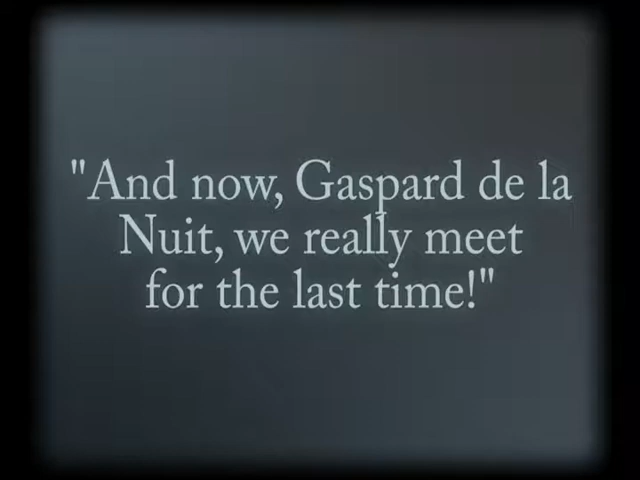 "And now, Gaspard de la
Nuit, we really meet
for the last time!"